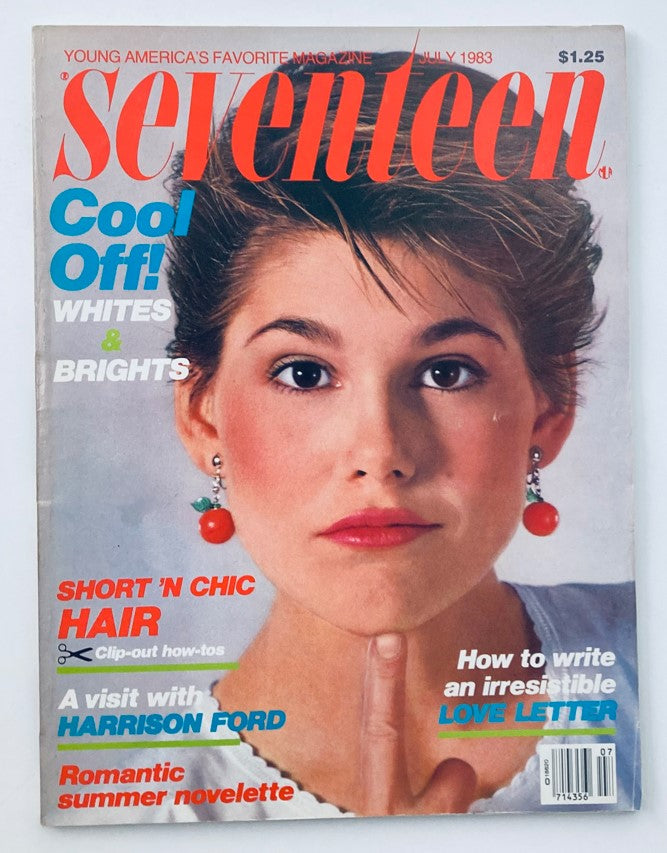 YOUNG AMERICA'S FAVORITE MAGAZINE JULY 1983 $1.25
seventeen
Cool
Off!
WHITES
&
BRIGHTS
SHORT 'N CHIC
HAIR
Clip-out how-tos
A visit with
HARRISON FORD
Romantic
summer novelette
How to write
an irresistible
LOVE LETTER
07
714356